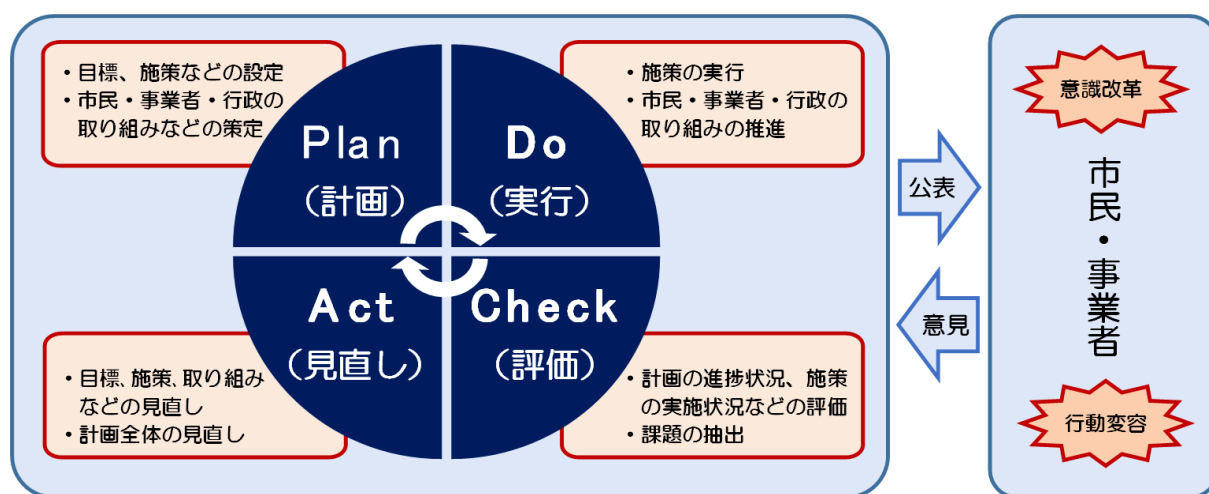 ・目標、施策などの設定
・市民・事業者・行政の
取り組みなどの策定
Plan
(計画)
・施策の実行
・市民・事業者・行政の
取り組みの推進
Do
(実行)
・目標、施策、取り組み
などの見直し
・計画全体の見直し
Act
(見直し)
・計画の進捗状況、施策
の実施状況などの評価
・課題の抽出
Check
(評価)
公表
意見
意識改革
市民・事業者
行動変容